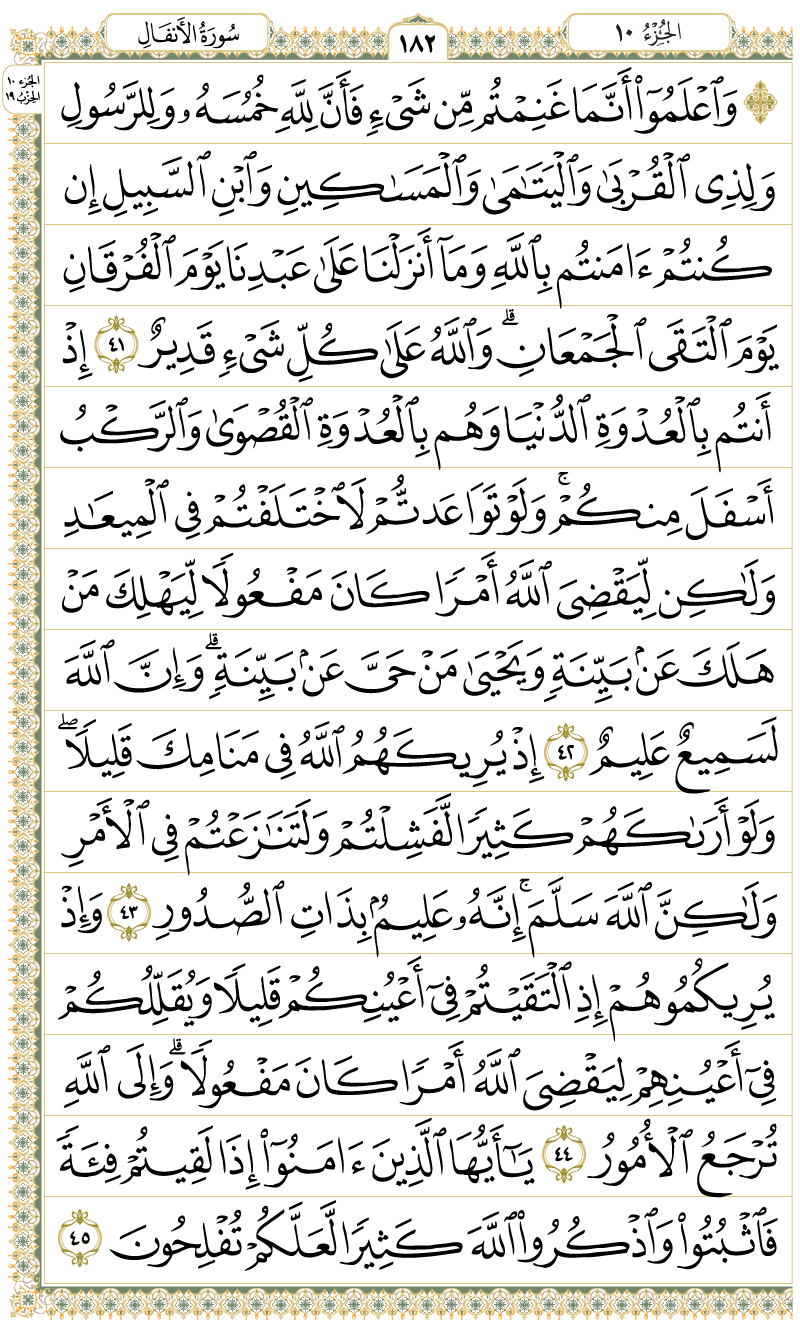 سُورَةُ الأَنفَالِ
١٨٢
الجُزْءُ ١٠
الجُزء ١٠
الحِزْبُ ١٩
۞ وَٱعْلَمُوٓا۟ أَنَّمَا غَنِمْتُم مِّن شَىْءٍ فَأَنَّ لِلَّهِ خُمُسَهُۥ وَلِلرَّسُولِ
وَلِذِى ٱلْقُرْبَىٰ وَٱلْيَتَـٰمَىٰ وَٱلْمَسَـٰكِينِ وَٱبْنِ ٱلسَّبِيلِ إِن
كُنتُمْ ءَامَنتُم بِٱللَّهِ وَمَآ أَنزَلْنَا عَلَىٰ عَبْدِنَا يَوْمَ ٱلْفُرْقَانِ
يَوْمَ ٱلْتَقَى ٱلْجَمْعَانِ ۗ وَٱللَّهُ عَلَىٰ كُلِّ شَىْءٍ قَدِيرٌ ٤١ إِذْ
أَنتُم بِٱلْعُدْوَةِ ٱلدُّنْيَا وَهُم بِٱلْعُدْوَةِ ٱلْقُصْوَىٰ وَٱلرَّكْبُ
أَسْفَلَ مِنكُمْ ۚ وَلَوْ تَوَاعَدتُّمْ لَٱخْتَلَفْتُمْ فِى ٱلْمِيعَـٰدِ
وَلَـٰكِن لِّيَقْضِىَ ٱللَّهُ أَمْرًا كَانَ مَفْعُولًا لِّيَهْلِكَ مَنْ
هَلَكَ عَنۢ بَيِّنَةٍ وَيَحْيَىٰ مَنْ حَىَّ عَنۢ بَيِّنَةٍ ۗ وَإِنَّ ٱللَّهَ
لَسَمِيعٌ عَلِيمٌ ٤٢ إِذْ يُرِيكَهُمُ ٱللَّهُ فِى مَنَامِكَ قَلِيلًا ۖ
وَلَوْ أَرَىٰكَهُمْ كَثِيرًا لَّفَشِلْتُمْ وَلَتَنَـٰزَعْتُمْ فِى ٱلْأَمْرِ
وَلَـٰكِنَّ ٱللَّهَ سَلَّمَ ۚ إِنَّهُۥ عَلِيمٌۢ بِذَاتِ ٱلصُّدُورِ ٤٣ وَإِذْ
يُرِيكُمُوهُمْ إِذِ ٱلْتَقَيْتُمْ فِىٓ أَعْيُنِكُمْ قَلِيلًا وَيُقَلِّلُكُمْ
فِىٓ أَعْيُنِهِمْ لِيَقْضِىَ ٱللَّهُ أَمْرًا كَانَ مَفْعُولًا ۗ وَإِلَى ٱللَّهِ
تُرْجَعُ ٱلْأُمُورُ ٤٤ يَـٰٓأَيُّهَا ٱلَّذِينَ ءَامَنُوٓا۟ إِذَا لَقِيتُمْ فِئَةً
فَٱثْبُتُوا۟ وَٱذْكُرُوا۟ ٱللَّهَ كَثِيرًا لَّعَلَّكُمْ تُفْلِحُونَ ٤٥